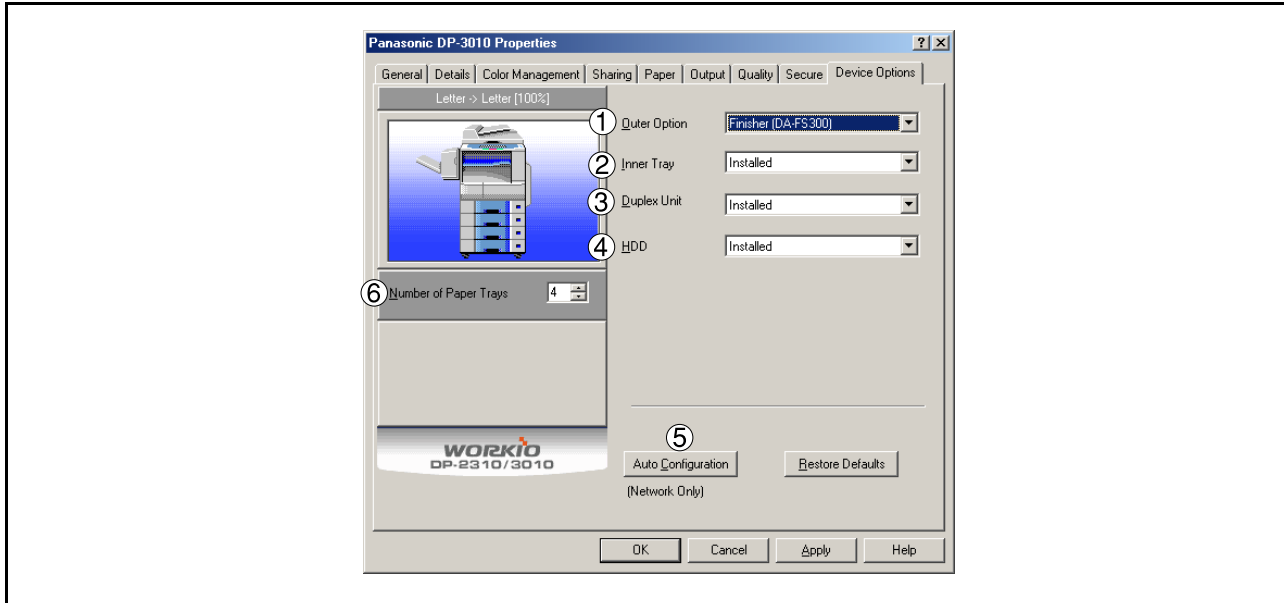 Panasonic DP-3010 Properties
General Details Color Management Sharing Paper Output Quality Secure Device Options
Letter -> Letter [100%]
① Outer Option Finisher (DA-FS300)
② Inner Tray Installed
③ Duplex Unit Installed
④ HDD Installed
⑥ Number of Paper Trays 4
WORKIO
DP-2310/3010
⑤
Auto Configuration Restore Defaults
(Network Only)
OK Cancel Apply Help